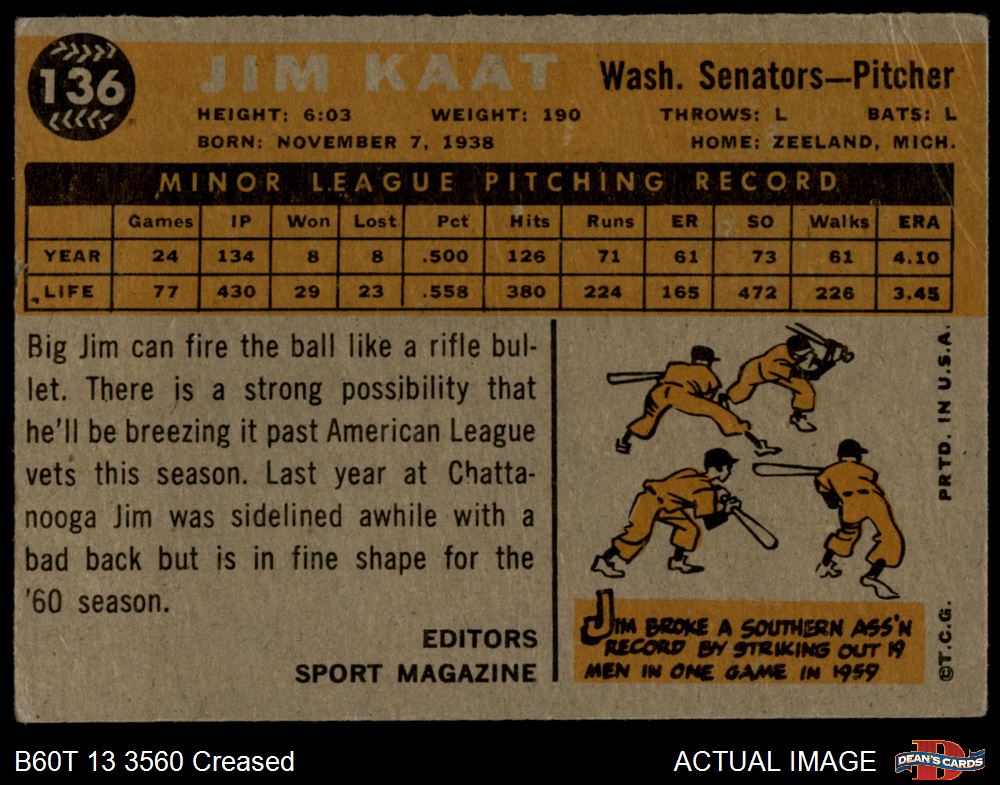 136
JIM KAAT
Wash. Senators—Pitcher
HEIGHT: 6:03 WEIGHT: 190 THROWS: L BATS: L
BORN: NOVEMBER 7, 1938 HOME: ZEELAND, MICH.
MINOR LEAGUE PITCHING RECORD
Games IP Won Lost Pct Hits Runs ER SO Walks ERA
YEAR 24 134 8 8 .500 126 71 61 73 61 4.10
LIFE 77 430 29 23 .558 380 224 165 472 226 3.45
Big Jim can fire the ball like a rifle bul-
let. There is a strong possibility that
he'll be breezing it past American League
vets this season. Last year at Chatta-
nooga Jim was sidelined awhile with a
bad back but is in fine shape for the
'60 season.
EDITORS
SPORT MAGAZINE
JIM BROKE A SOUTHERN ASS'N
RECORD BY STRIKING OUT 19
MEN IN ONE GAME IN 1959
©T.C.G. PRTD. IN U.S.A.
B60T 13 3560 Creased
ACTUAL IMAGE
D
DEAN'S CARDS